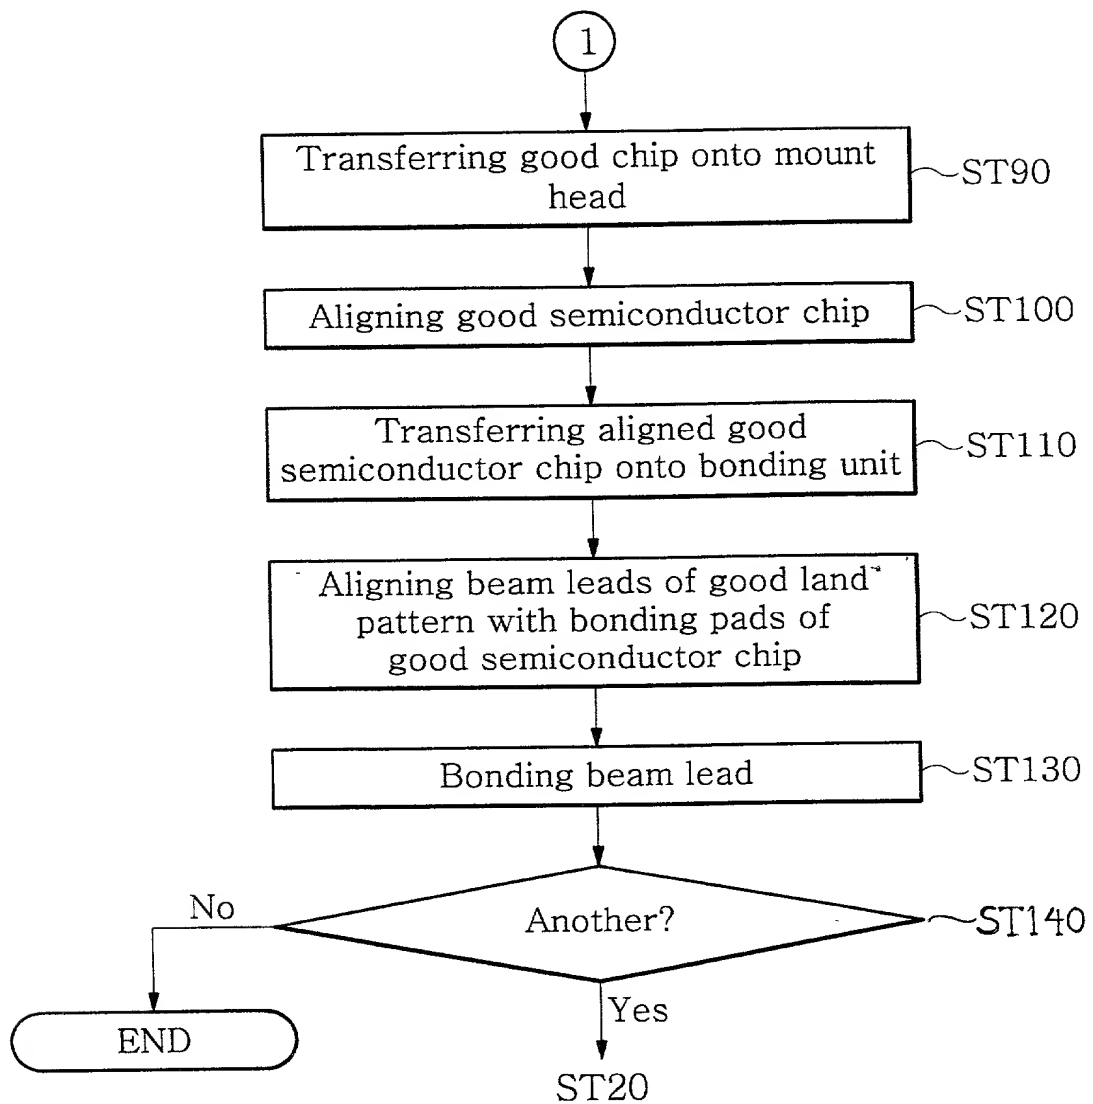 1
Transferring good chip onto mount
head
ST90
Aligning good semiconductor chip
ST100
Transferring aligned good
semiconductor chip onto bonding unit
ST110
Aligning beam leads of good land
pattern with bonding pads of
good semiconductor chip
ST120
Bonding beam lead
ST130
Another?
ST140
No
END
Yes
ST20